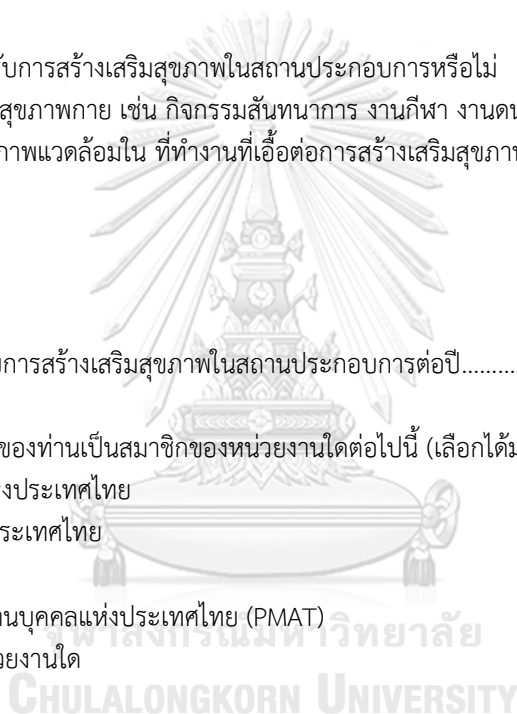 ับการสร้างเสริมสุขภาพในสถานประกอบการหรือไม่
สุขภาพกาย เช่น กิจกรรมสันทนาการ งานกีฬา งานดน
ภาพแวดล้อมใน ที่ทำงานที่เอื้อต่อการสร้างเสริมสุขภาพ
การสร้างเสริมสุขภาพในสถานประกอบการต่อปี..........
ของท่านเป็นสมาชิกของหน่วยงานใดต่อไปนี้ (เลือกได้ม
งประเทศไทย
ประเทศไทย
านบุคคลแห่งประเทศไทย (PMAT)
วยงานใด
จุฬาลงกรณ์มหาวิทยาลัย
CHULALONGKORN UNIVERSITY